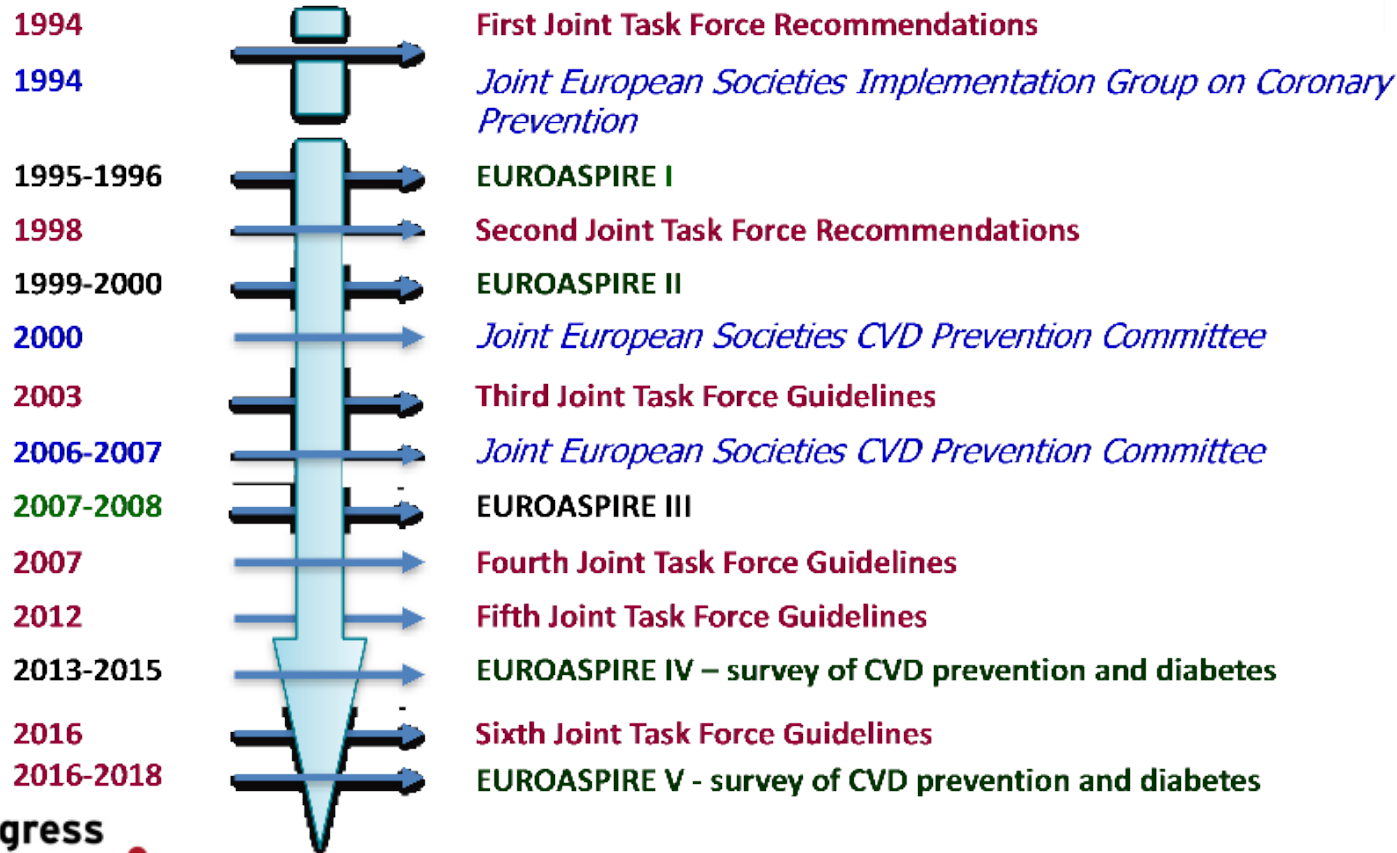 1994 First Joint Task Force Recommendations
1994 Joint European Societies Implementation Group on Coronary
Prevention
1995-1996 EUROASPIRE I
1998 Second Joint Task Force Recommendations
1999-2000 EUROASPIRE II
2000 Joint European Societies CVD Prevention Committee
2003 Third Joint Task Force Guidelines
2006-2007 Joint European Societies CVD Prevention Committee
2007-2008 EUROASPIRE III
2007 Fourth Joint Task Force Guidelines
2012 Fifth Joint Task Force Guidelines
2013-2015 EUROASPIRE IV – survey of CVD prevention and diabetes
2016 Sixth Joint Task Force Guidelines
2016-2018 EUROASPIRE V - survey of CVD prevention and diabetes
gress